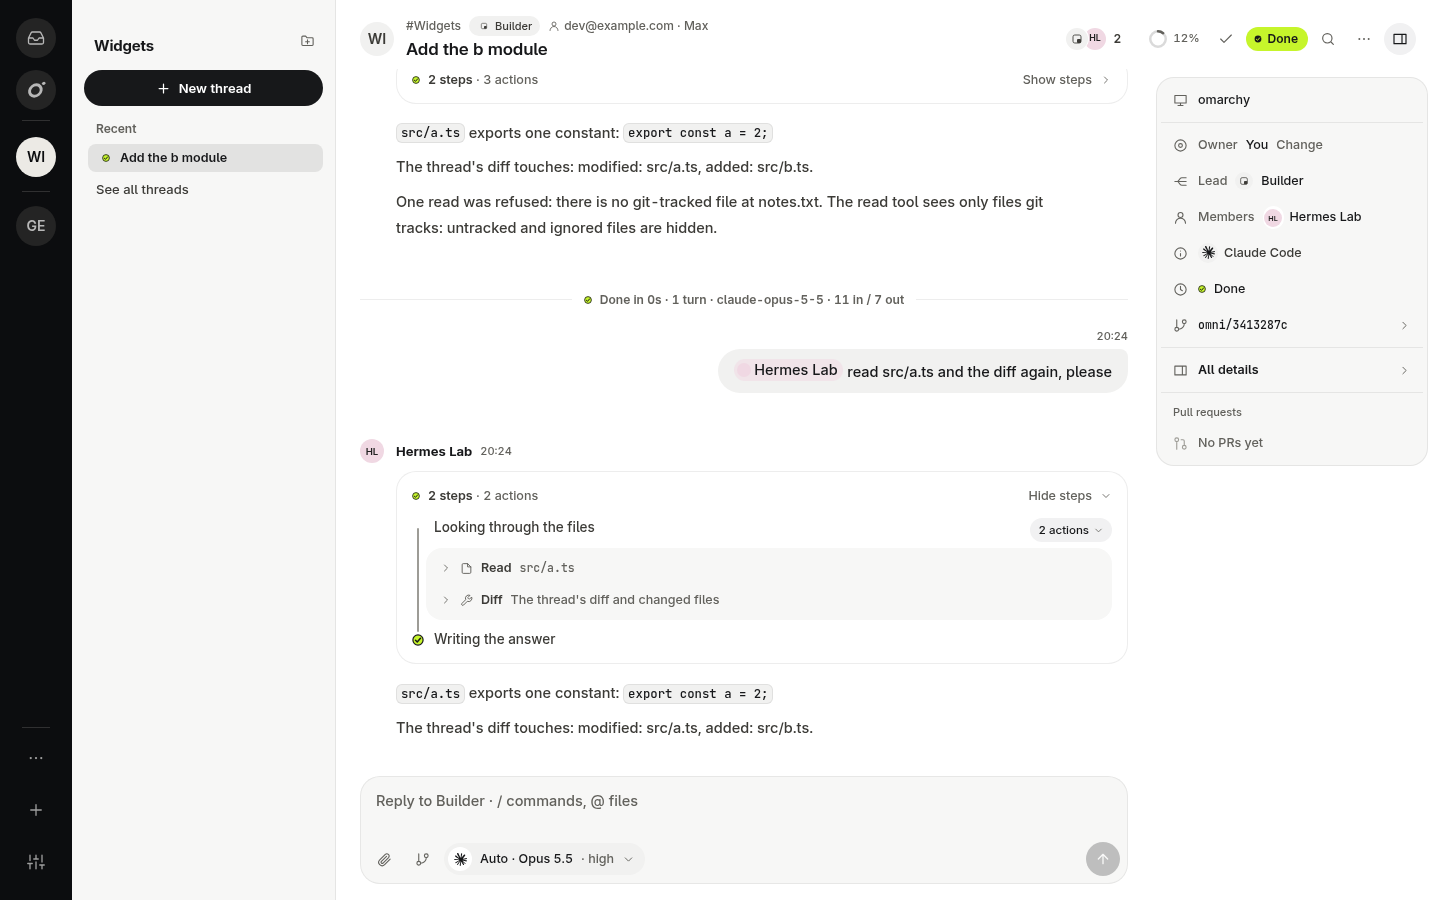 WI
GE
Widgets
New thread
Recent
Add the b module
See all threads
WI
#Widgets Builder dev@example.com · Max
Add the b module
HL 2 12% Done
2 steps · 3 actions Show steps
src/a.ts exports one constant: export const a = 2;
The thread's diff touches: modified: src/a.ts, added: src/b.ts.
One read was refused: there is no git-tracked file at notes.txt. The read tool sees only files git
tracks: untracked and ignored files are hidden.
Done in 0s · 1 turn · claude-opus-5-5 · 11 in / 7 out
20:24
Hermes Lab read src/a.ts and the diff again, please
HL Hermes Lab 20:24
2 steps · 2 actions Hide steps
Looking through the files 2 actions
Read src/a.ts
Diff The thread's diff and changed files
Writing the answer
src/a.ts exports one constant: export const a = 2;
The thread's diff touches: modified: src/a.ts, added: src/b.ts.
Reply to Builder · / commands, @ files
Auto · Opus 5.5 · high
omarchy
Owner You Change
Lead Builder
Members HL Hermes Lab
Claude Code
Done
omni/3413287c
All details
Pull requests
No PRs yet